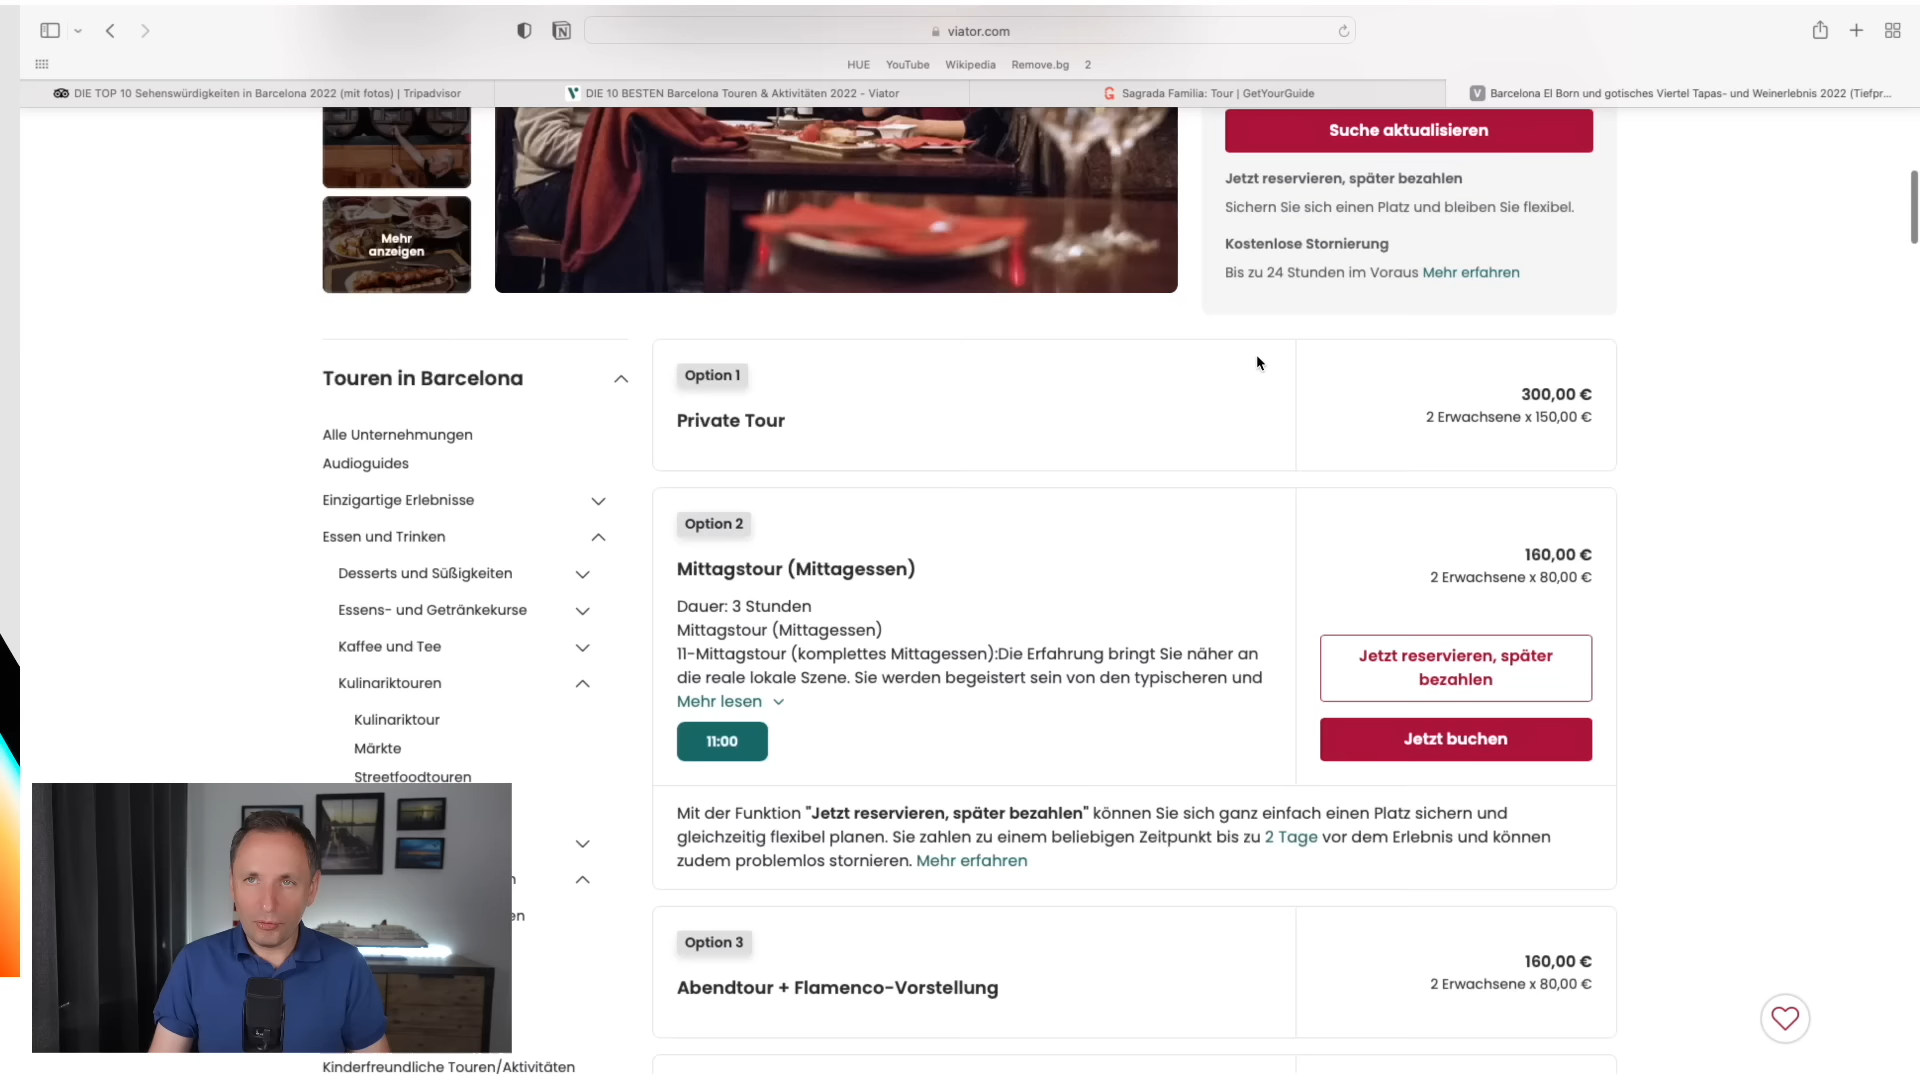 viator.com
HUE YouTube Wikipedia Remove.bg 2
DIE TOP 10 Sehenswürdigkeiten in Barcelona 2022 (mit fotos) | Tripadvisor
DIE 10 BESTEN Barcelona Touren & Aktivitäten 2022 - Viator
Sagrada Família: Tour | GetYourGuide
Barcelona El Born und gotisches Viertel Tapas- und Weinerlebnis 2022 (Tiefpr...
Mehr
anzeigen
Suche aktualisieren
Jetzt reservieren, später bezahlen
Sichern Sie sich einen Platz und bleiben Sie flexibel.
Kostenlose Stornierung
Bis zu 24 Stunden im Voraus Mehr erfahren
Touren in Barcelona
Alle Unternehmungen
Audioguides
Einzigartige Erlebnisse
Essen und Trinken
Desserts und Süßigkeiten
Essens- und Getränkekurse
Kaffee und Tee
Kulinariktouren
Kulinariktour
Märkte
Streetfoodtouren
n
en
Kinderfreundliche Touren/Aktivitäten
Option 1
Private Tour
300,00 €
2 Erwachsene x 150,00 €
Option 2
Mittagstour (Mittagessen)
Dauer: 3 Stunden
Mittagstour (Mittagessen)
11-Mittagstour (komplettes Mittagessen):Die Erfahrung bringt Sie näher an
die reale lokale Szene. Sie werden begeistert sein von den typischeren und
Mehr lesen
11:00
160,00 €
2 Erwachsene x 80,00 €
Jetzt reservieren, später
bezahlen
Jetzt buchen
Mit der Funktion "Jetzt reservieren, später bezahlen" können Sie sich ganz einfach einen Platz sichern und
gleichzeitig flexibel planen. Sie zahlen zu einem beliebigen Zeitpunkt bis zu 2 Tage vor dem Erlebnis und können
zudem problemlos stornieren. Mehr erfahren
Option 3
Abendtour + Flamenco-Vorstellung
160,00 €
2 Erwachsene x 80,00 €